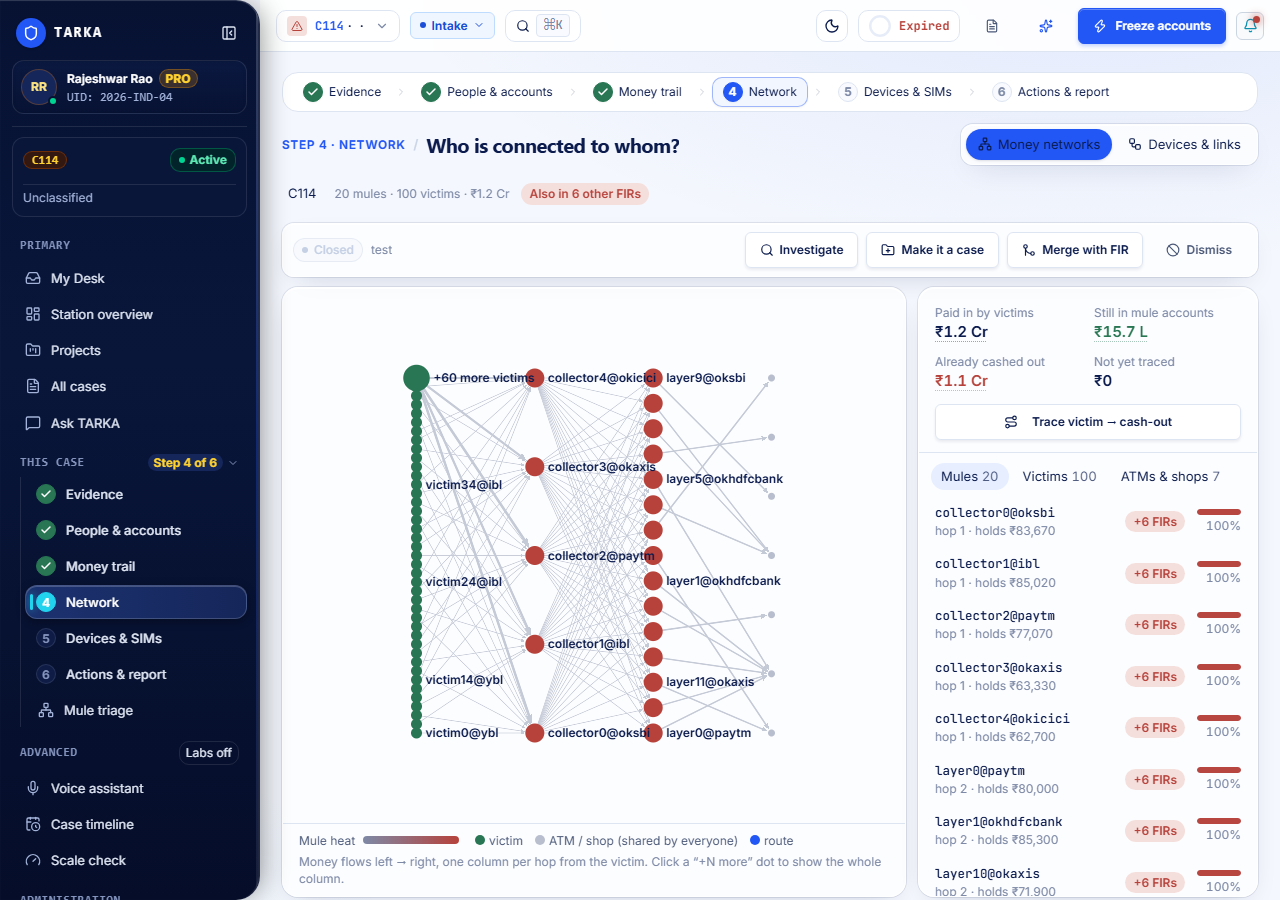 TARKA
RR
Rajeshwar Rao PRO
UID: 2026-IND-04
C114
Active
Unclassified
PRIMARY
My Desk
Station overview
Projects
All cases
Ask TARKA
THIS CASE
Step 4 of 6
Evidence
People & accounts
Money trail
4 Network
5 Devices & SIMs
6 Actions & report
Mule triage
ADVANCED
Labs off
Voice assistant
Case timeline
Scale check
C114 · ·
Intake
⌘K
Expired
Freeze accounts
Evidence
People & accounts
Money trail
4 Network
5 Devices & SIMs
6 Actions & report
STEP 4 · NETWORK / Who is connected to whom?
Money networks
Devices & links
C114
20 mules · 100 victims · ₹1.2 Cr
Also in 6 other FIRs
Closed
test
Investigate
Make it a case
Merge with FIR
Dismiss
+60 more victims
collector4@okicici
layer9@oksbi
collector3@okaxis
victim34@ibl
layer5@okhdfcbank
collector2@paytm
victim24@ibl
layer1@okhdfcbank
collector1@ibl
victim14@ybl
layer11@okaxis
victim0@ybl
collector0@oksbi
layer0@paytm
Mule heat
victim
ATM / shop (shared by everyone)
route
Money flows left → right, one column per hop from the victim. Click a “+N more” dot to show the whole
column.
Paid in by victims
₹1.2 Cr
Still in mule accounts
₹15.7 L
Already cashed out
₹1.1 Cr
Not yet traced
₹0
Trace victim → cash-out
Mules 20
Victims 100
ATMs & shops 7
collector0@oksbi
hop 1 · holds ₹83,670
+6 FIRs
100%
collector1@ibl
hop 1 · holds ₹85,020
+6 FIRs
100%
collector2@paytm
hop 1 · holds ₹77,070
+6 FIRs
100%
collector3@okaxis
hop 1 · holds ₹63,330
+6 FIRs
100%
collector4@okicici
hop 1 · holds ₹62,700
+6 FIRs
100%
layer0@paytm
hop 2 · holds ₹80,000
+6 FIRs
100%
layer1@okhdfcbank
hop 2 · holds ₹85,300
+6 FIRs
100%
layer10@okaxis
hop 2 · holds ₹71,900
+6 FIRs
100%